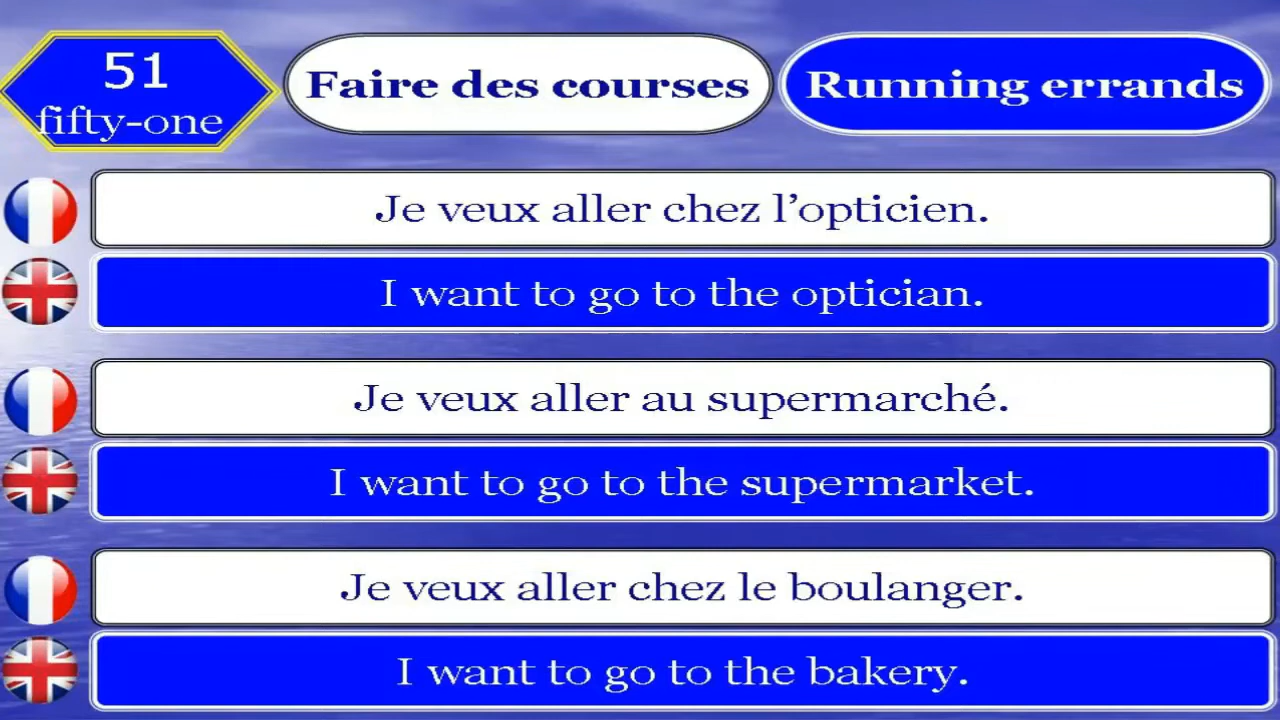 51
fifty-one
Faire des courses
Running errands
Je veux aller chez l’opticien.
I want to go to the optician.
Je veux aller au supermarché.
I want to go to the supermarket.
Je veux aller chez le boulanger.
I want to go to the bakery.